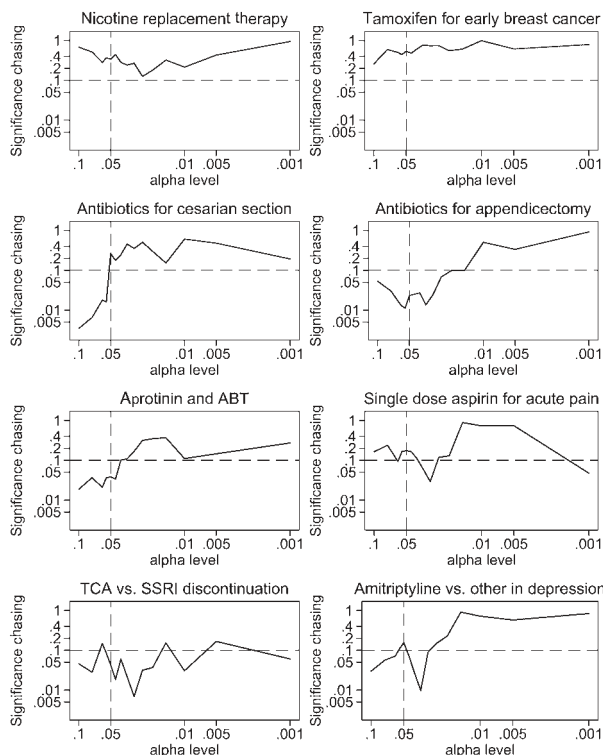 Nicotine replacement therapy
Significance chasing
1
.4
.2
.1
.05
.01
.005
.1 .05 .01 .005 .001
alpha level
Tamoxifen for early breast cancer
Significance chasing
1
.4
.2
.1
.05
.01
.005
.1 .05 .01 .005 .001
alpha level
Antibiotics for cesarian section
Significance chasing
1
.4
.2
.1
.05
.01
.005
.1 .05 .01 .005 .001
alpha level
Antibiotics for appendicectomy
Significance chasing
1
.4
.2
.1
.05
.01
.005
.1 .05 .01 .005 .001
alpha level
Aprotinin and ABT
Significance chasing
1
.4
.2
.1
.05
.01
.005
.1 .05 .01 .005 .001
alpha level
Single dose aspirin for acute pain
Significance chasing
1
.4
.2
.1
.05
.01
.005
.1 .05 .01 .005 .001
alpha level
TCA vs. SSRI discontinuation
Significance chasing
1
.4
.2
.1
.05
.01
.005
.1 .05 .01 .005 .001
alpha level
Amitriptyline vs. other in depression
Significance chasing
1
.4
.2
.1
.05
.01
.005
.1 .05 .01 .005 .001
alpha level